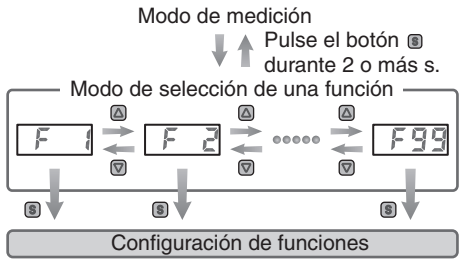 Modo de medición
Pulse el botón S
durante 2 o más s.
Modo de selección de una función
F 1 F 2 F99
S S S
Configuración de funciones